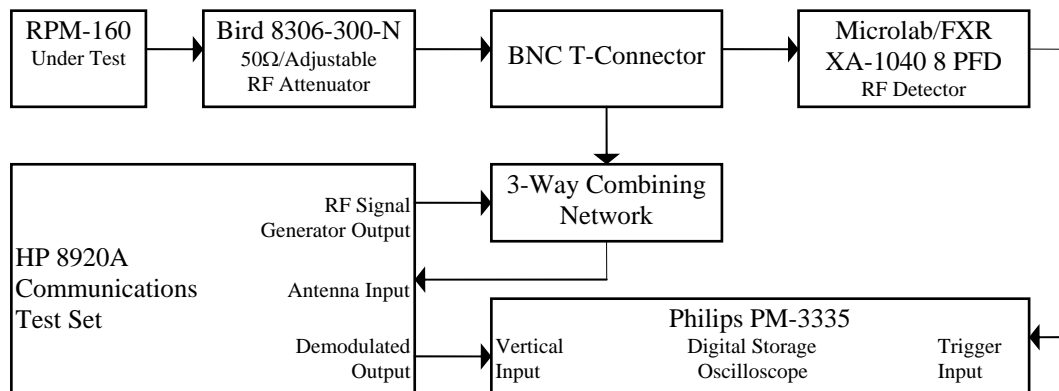 RPM-160
Under Test
Bird 8306-300-N
50Ω/Adjustable
RF Attenuator
BNC T-Connector
Microlab/FXR
XA-1040 8 PFD
RF Detector
3-Way Combining
Network
RF Signal
Generator Output
HP 8920A
Communications
Test Set
Antenna Input
Demodulated
Output
Philips PM-3335
Vertical
Input
Digital Storage
Oscilloscope
Trigger
Input